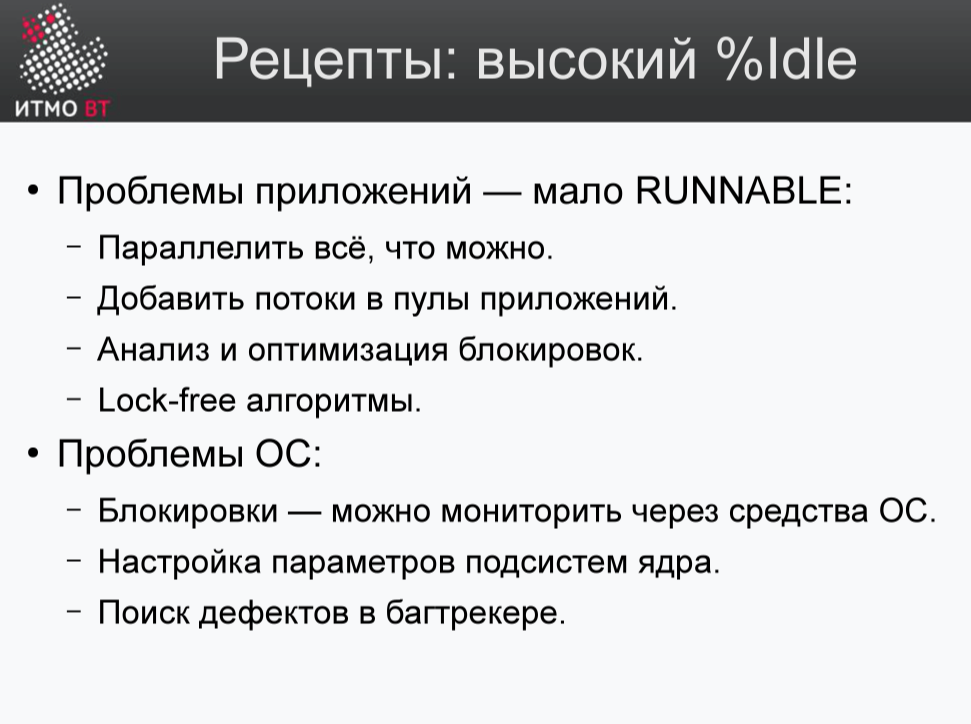 ИТМО ВТ
Рецепты: высокий %Idle
• Проблемы приложений — мало RUNNABLE:
– Параллелить всё, что можно.
– Добавить потоки в пулы приложений.
– Анализ и оптимизация блокировок.
– Lock-free алгоритмы.
• Проблемы ОС:
– Блокировки — можно мониторить через средства ОС.
– Настройка параметров подсистем ядра.
– Поиск дефектов в багтрекере.